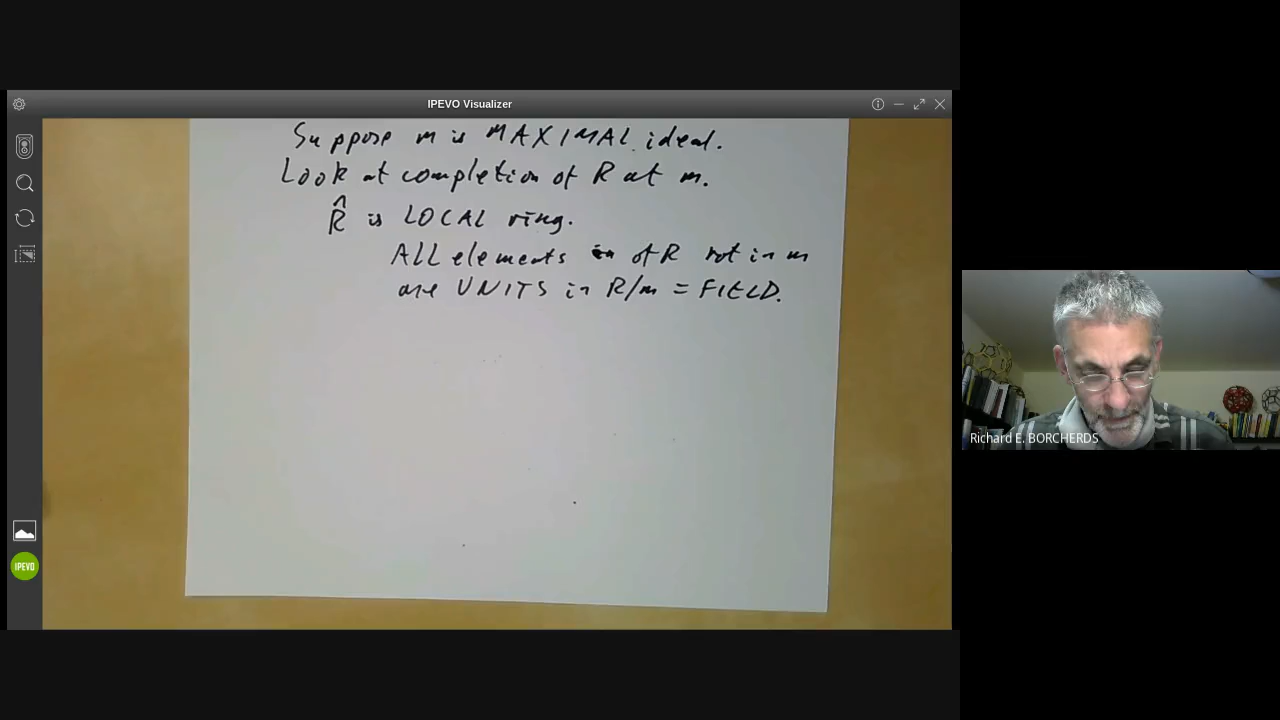 IPEVO Visualizer
Suppose m is MAXIMAL ideal.
Look at completion of R at m.
R̂ is LOCAL ring.
ALL elements of R not in m
are UNITS in R/m = FIELD.
Richard E. BORCHERDS
IPEVO